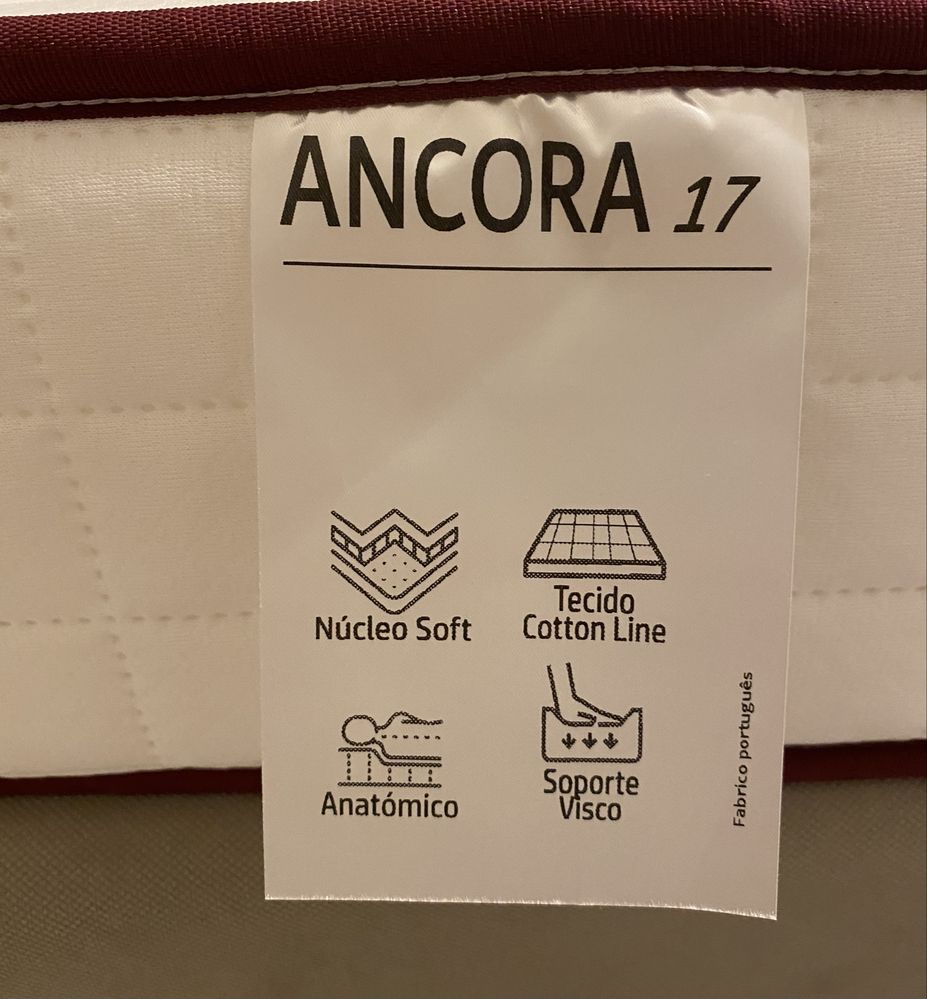 ANCORA 17
Núcleo Soft
Tecido
Cotton Line
Anatómico
Soporte
Visco
Fabrico português